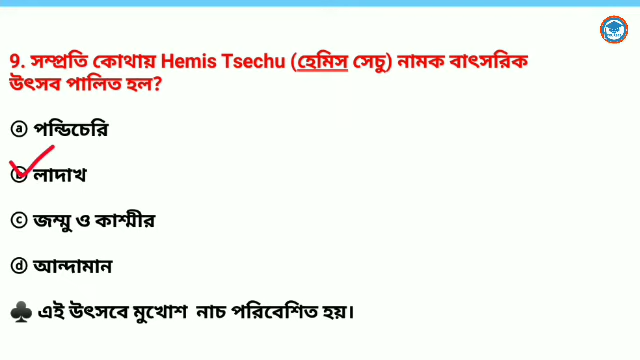 9. সম্প্রতি কোথায় Hemis Tsechu (হেমিস সেচু) নামক বাৎসরিক
উৎসব পালিত হল?
ⓐ পন্ডিচেরি
ⓑ লাদাখ
ⓒ জম্মু ও কাশ্মীর
ⓓ আন্দামান
♣ এই উৎসবে মুখোশ নাচ পরিবেশিত হয়।